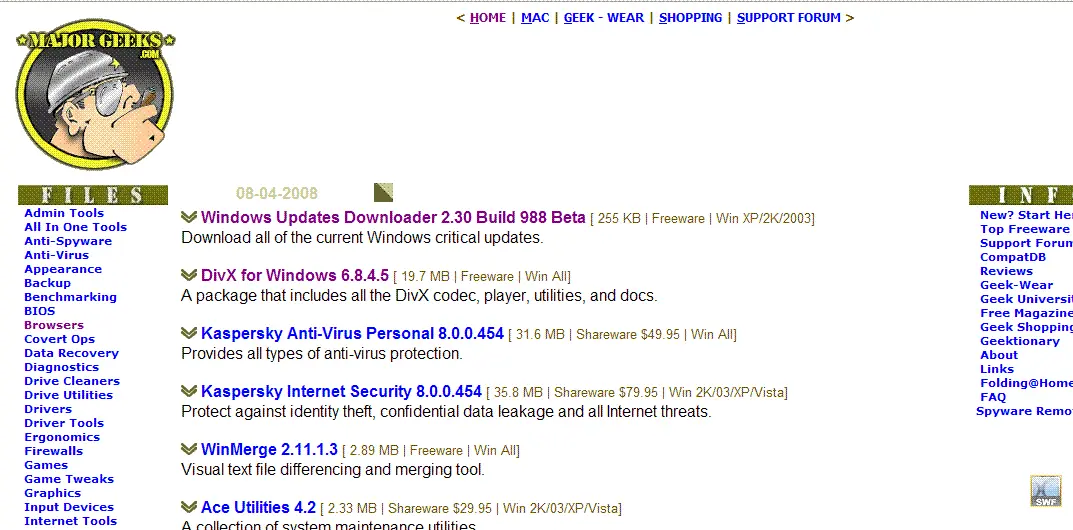 < HOME | MAC | GEEK - WEAR | SHOPPING | SUPPORT FORUM >
MAJOR GEEKS
.COM
FILES
Admin Tools
All In One Tools
Anti-Spyware
Anti-Virus
Appearance
Backup
Benchmarking
BIOS
Browsers
Covert Ops
Data Recovery
Diagnostics
Drive Cleaners
Drive Utilities
Drivers
Driver Tools
Ergonomics
Firewalls
Games
Game Tweaks
Graphics
Input Devices
Internet Tools
08-04-2008
Windows Updates Downloader 2.30 Build 988 Beta [ 255 KB | Freeware | Win XP/2K/2003]
Download all of the current Windows critical updates.
DivX for Windows 6.8.4.5 [ 19.7 MB | Freeware | Win All]
A package that includes all the DivX codec, player, utilities, and docs.
Kaspersky Anti-Virus Personal 8.0.0.454 [ 31.6 MB | Shareware $49.95 | Win All]
Provides all types of anti-virus protection.
Kaspersky Internet Security 8.0.0.454 [ 35.8 MB | Shareware $79.95 | Win 2K/03/XP/Vista]
Protect against identity theft, confidential data leakage and all Internet threats.
WinMerge 2.11.1.3 [ 2.89 MB | Freeware | Win All]
Visual text file differencing and merging tool.
Ace Utilities 4.2 [ 2.33 MB | Shareware $29.95 | Win 2K/03/XP/Vista]
A collection of system maintenance utilities
INF
New? Start Her
Top Freeware
Support Forum
CompatDB
Reviews
Geek-Wear
Geek Universit
Free Magazine
Geek Shopping
Geektionary
About
Links
Folding@Home
FAQ
Spyware Remo
SWF